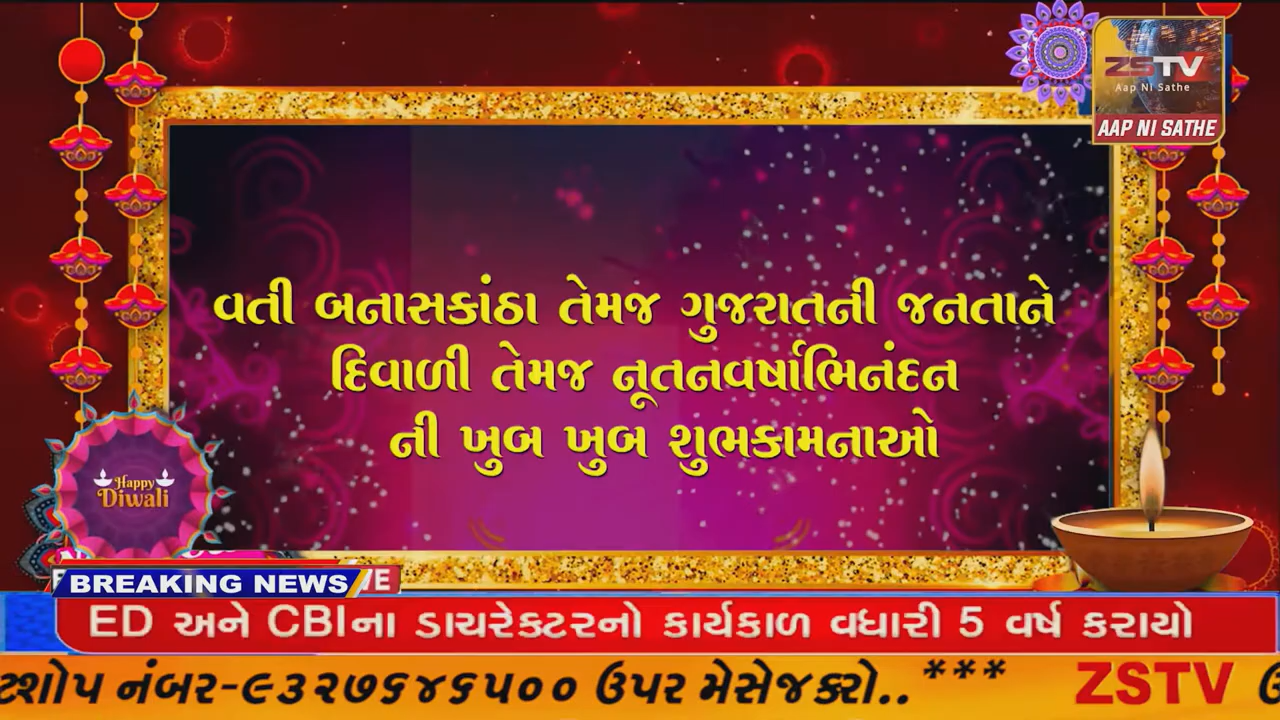 ZSTV
Aap Ni Sathe
AAP NI SATHE
વતી બનાસકાંઠા તેમજ ગુજરાતની જનતાને
દિવાળી તેમજ નૂતનવર્ષાભિનંદન
ની ખુબ ખુબ શુભકામનાઓ
Happy
Diwali
BREAKING NEWS
ED અને CBIના ડાયરેક્ટરનો કાર્યકાળ વધારી 5 વર્ષ કરાયો
નંબર-૯૩૨૭૬૪૬૫૦૦ ઉપર મેસેજ કરો.. *** ZSTV